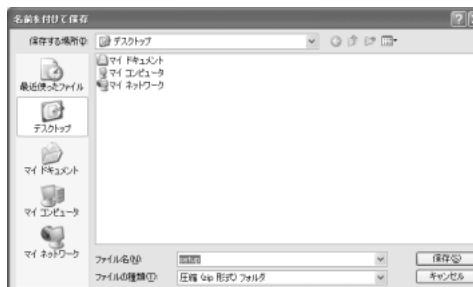 名前を付けて保存
保存する場所(I):
デスクトップ
マイ ドキュメント
マイ コンピュータ
マイ ネットワーク
最近使ったファイル
デスクトップ
マイ ドキュメント
マイ コンピュータ
マイ ネットワーク
ファイル名(N):
setup
保存(S)
ファイルの種類(T):
圧縮 (zip 形式) フォルダ
キャンセル